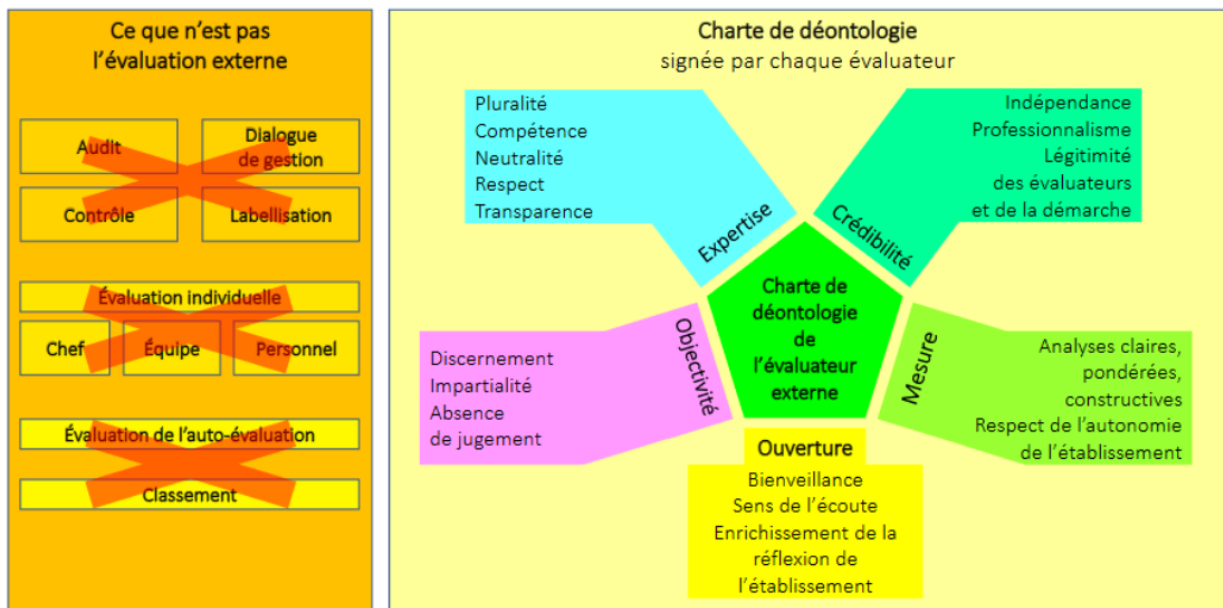 Ce que n’est pas
l’évaluation externe
Audit
Dialogue
de gestion
Contrôle
Labellisation
Évaluation individuelle
Chef
Équipe
Personnel
Évaluation de l’auto-évaluation
Classement
Charte de déontologie
signée par chaque évaluateur
Pluralité
Compétence
Neutralité
Respect
Transparence
Expertise
Indépendance
Professionnalisme
Légitimité
des évaluateurs
et de la démarche
Crédibilité
Charte de
déontologie
de
l’évaluateur
externe
Discernement
Impartialité
Absence
de jugement
Objectivité
Mesure
Analyses claires,
pondérées,
constructives
Respect de l’autonomie
de l’établissement
Ouverture
Bienveillance
Sens de l’écoute
Enrichissement de la
réflexion de
l’établissement